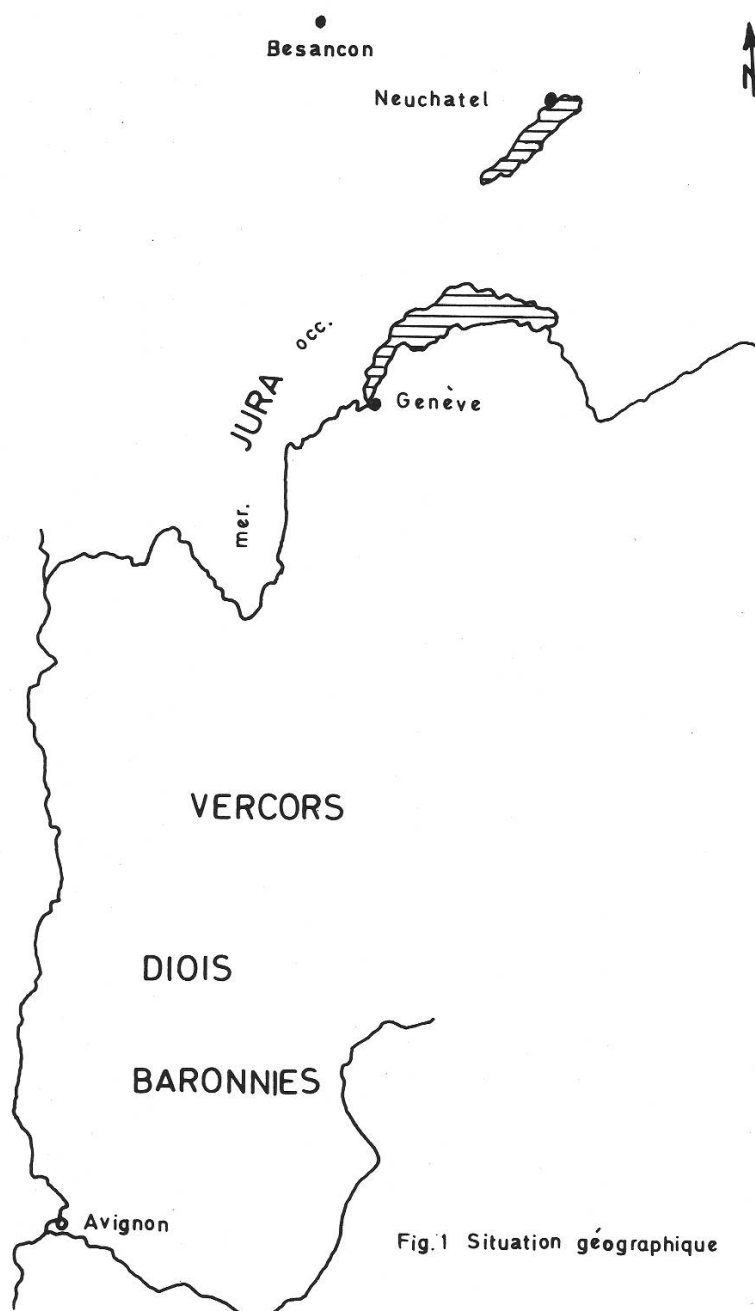 Besancon
N
Neuchatel
occ.
JURA
Genève
mer.
VERCORS
DIOIS
BARONNIES
Avignon
Fig.1 Situation géographique